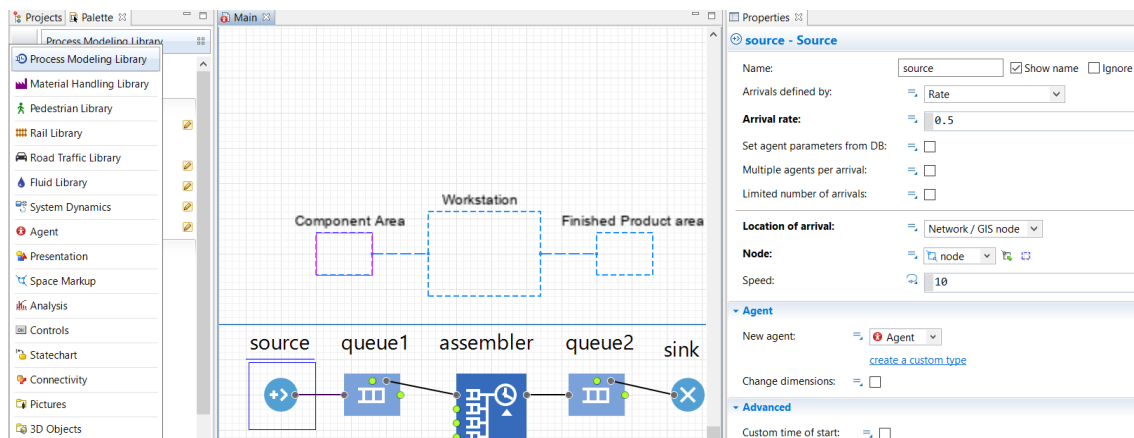 Projects Palette
Process Modeling Library
Process Modeling Library
Material Handling Library
Pedestrian Library
Rail Library
Road Traffic Library
Fluid Library
System Dynamics
Agent
Presentation
Space Markup
Analysis
Controls
Statechart
Connectivity
Pictures
3D Objects
Main
Workstation
Component Area
Finished Product area
source
queue1
assembler
queue2
sink
Properties
source - Source
Name: source Show name Ignore
Arrivals defined by: Rate
Arrival rate: 0.5
Set agent parameters from DB:
Multiple agents per arrival:
Limited number of arrivals:
Location of arrival: Network / GIS node
Node: node
Speed: 10
Agent
New agent: Agent
create a custom type
Change dimensions:
Advanced
Custom time of start: